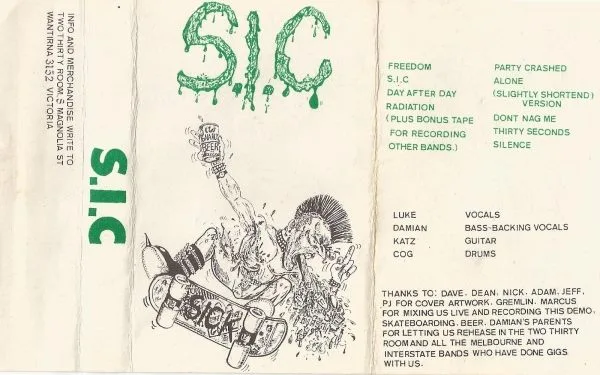 INFO AND MERCHANDISE WRITE TO
TWO THIRTY ROOM, 5 MAGNOLIA ST
WANTIRNA 3152 VICTORIA
S.I.C
S.I.C
BEER
SICK
FREEDOM
S.I.C
DAY AFTER DAY
RADIATION
(PLUS BONUS TAPE
FOR RECORDING
OTHER BANDS.)
PARTY CRASHED
ALONE
(SLIGHTLY SHORTEND)
VERSION
DONT NAG ME
THIRTY SECONDS
SILENCE
LUKE VOCALS
DAMIAN BASS-BACKING VOCALS
KATZ GUITAR
COG DRUMS
THANKS TO: DAVE, DEAN, NICK, ADAM, JEFF,
PJ FOR COVER ARTWORK, GREMLIN, MARCUS
FOR MIXING US LIVE AND RECORDING THIS DEMO,
SKATEBOARDING, BEER, DAMIAN'S PARENTS
FOR LETTING US REHEASE IN THE TWO THIRTY
ROOM AND ALL THE MELBOURNE AND
INTERSTATE BANDS WHO HAVE DONE GIGS
WITH US.